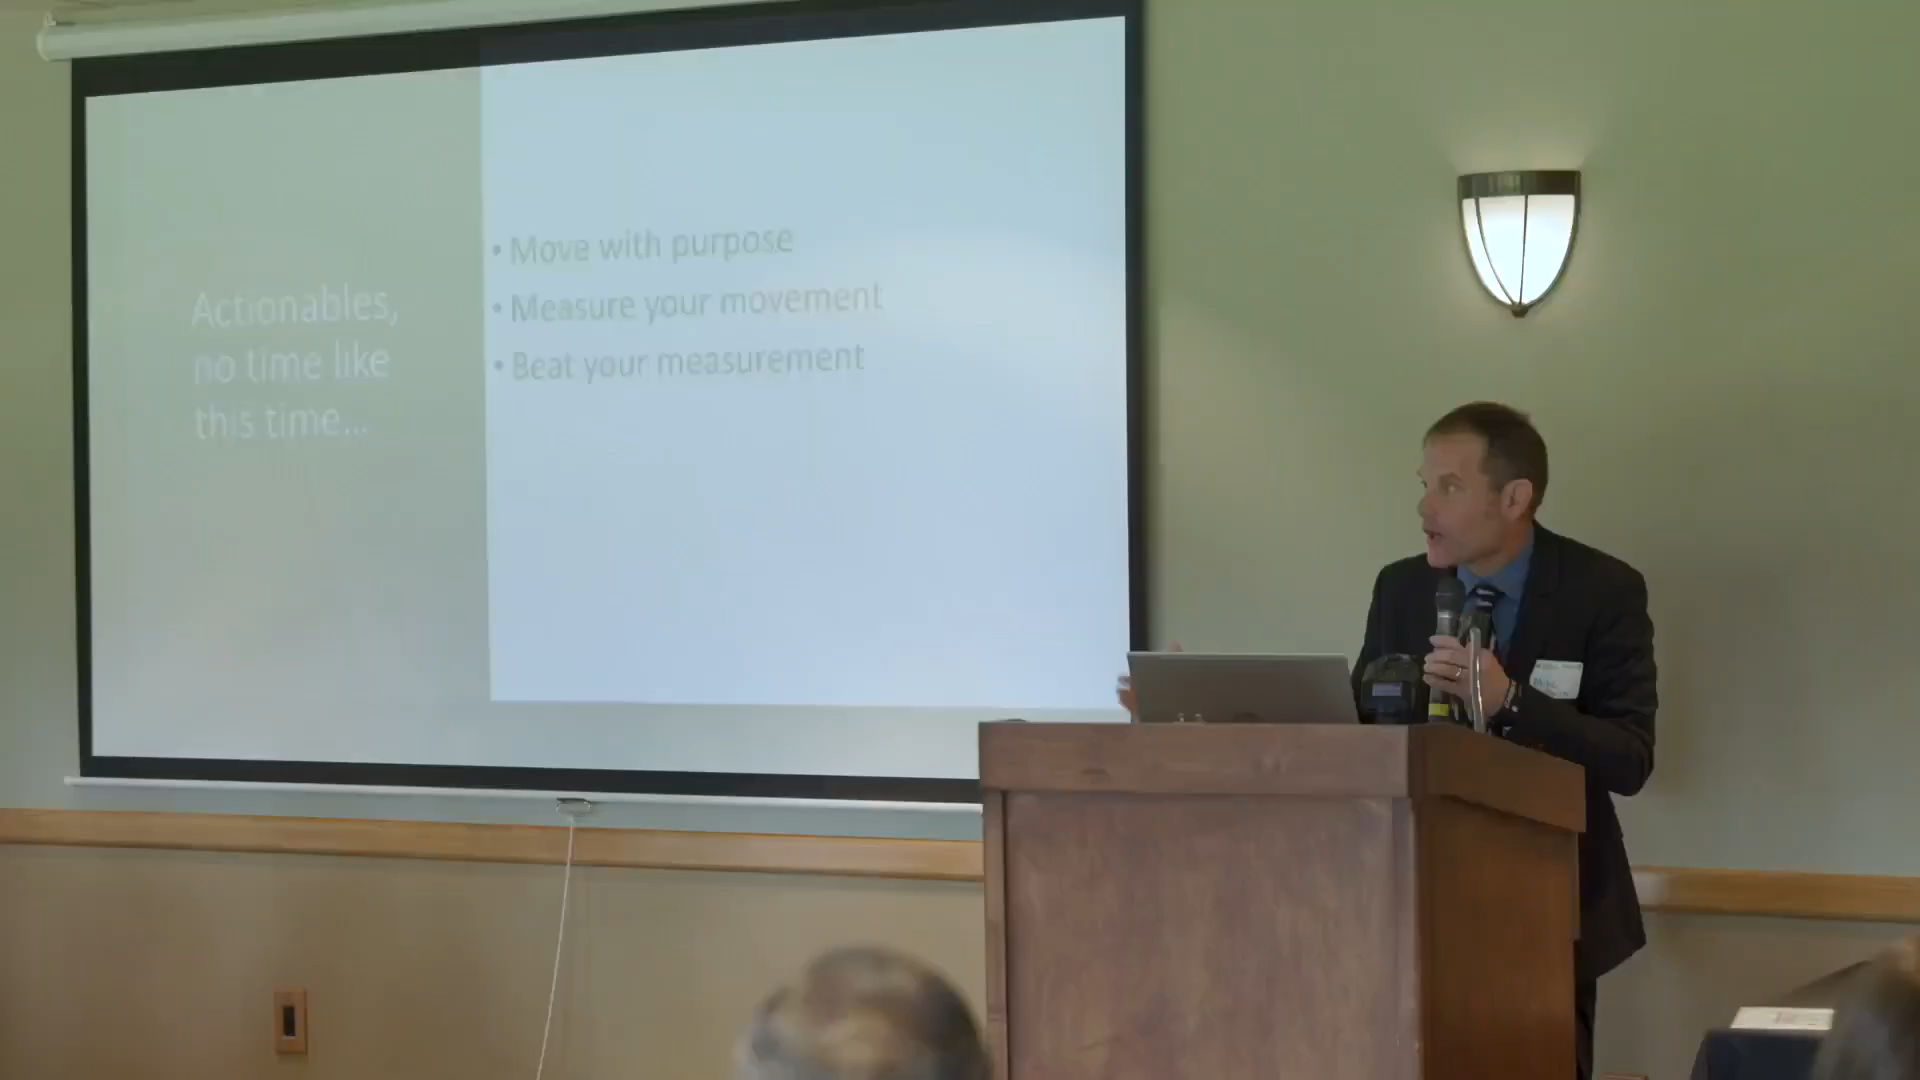 Actionables,
no time like
this time...
• Move with purpose
• Measure your movement
• Beat your measurement